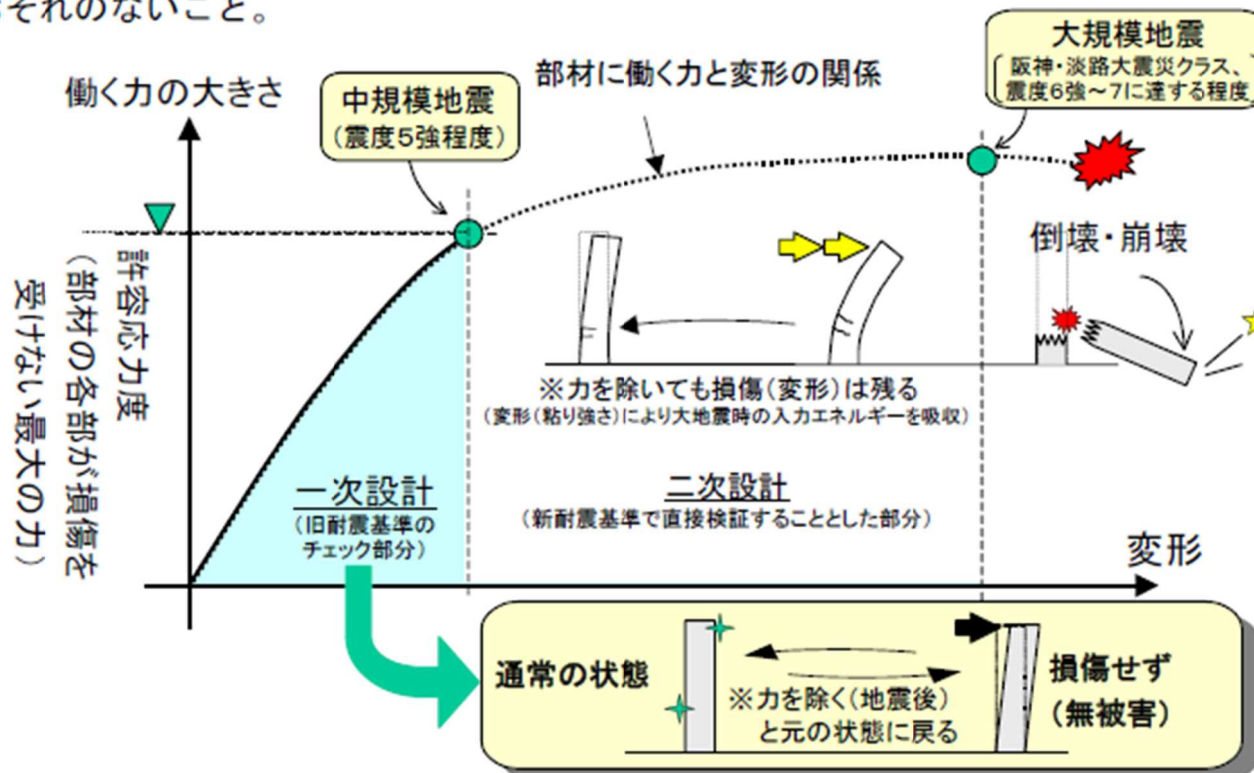 おそれのないこと。
大規模地震
阪神・淡路大震災クラス、
震度6強～7に達する程度
部材に働く力と変形の関係
働く力の大きさ
中規模地震
（震度5強程度）
倒壊・崩壊
許容応力度
（部材の各部が損傷を
受けない最大の力）
※力を除いても損傷（変形）は残る
（変形（粘り強さ）により大地震時の入力エネルギーを吸収）
一次設計
（旧耐震基準の
チェック部分）
二次設計
（新耐震基準で直接検証することとした部分）
変形
通常の状態
※力を除く（地震後）
と元の状態に戻る
損傷せず
（無被害）